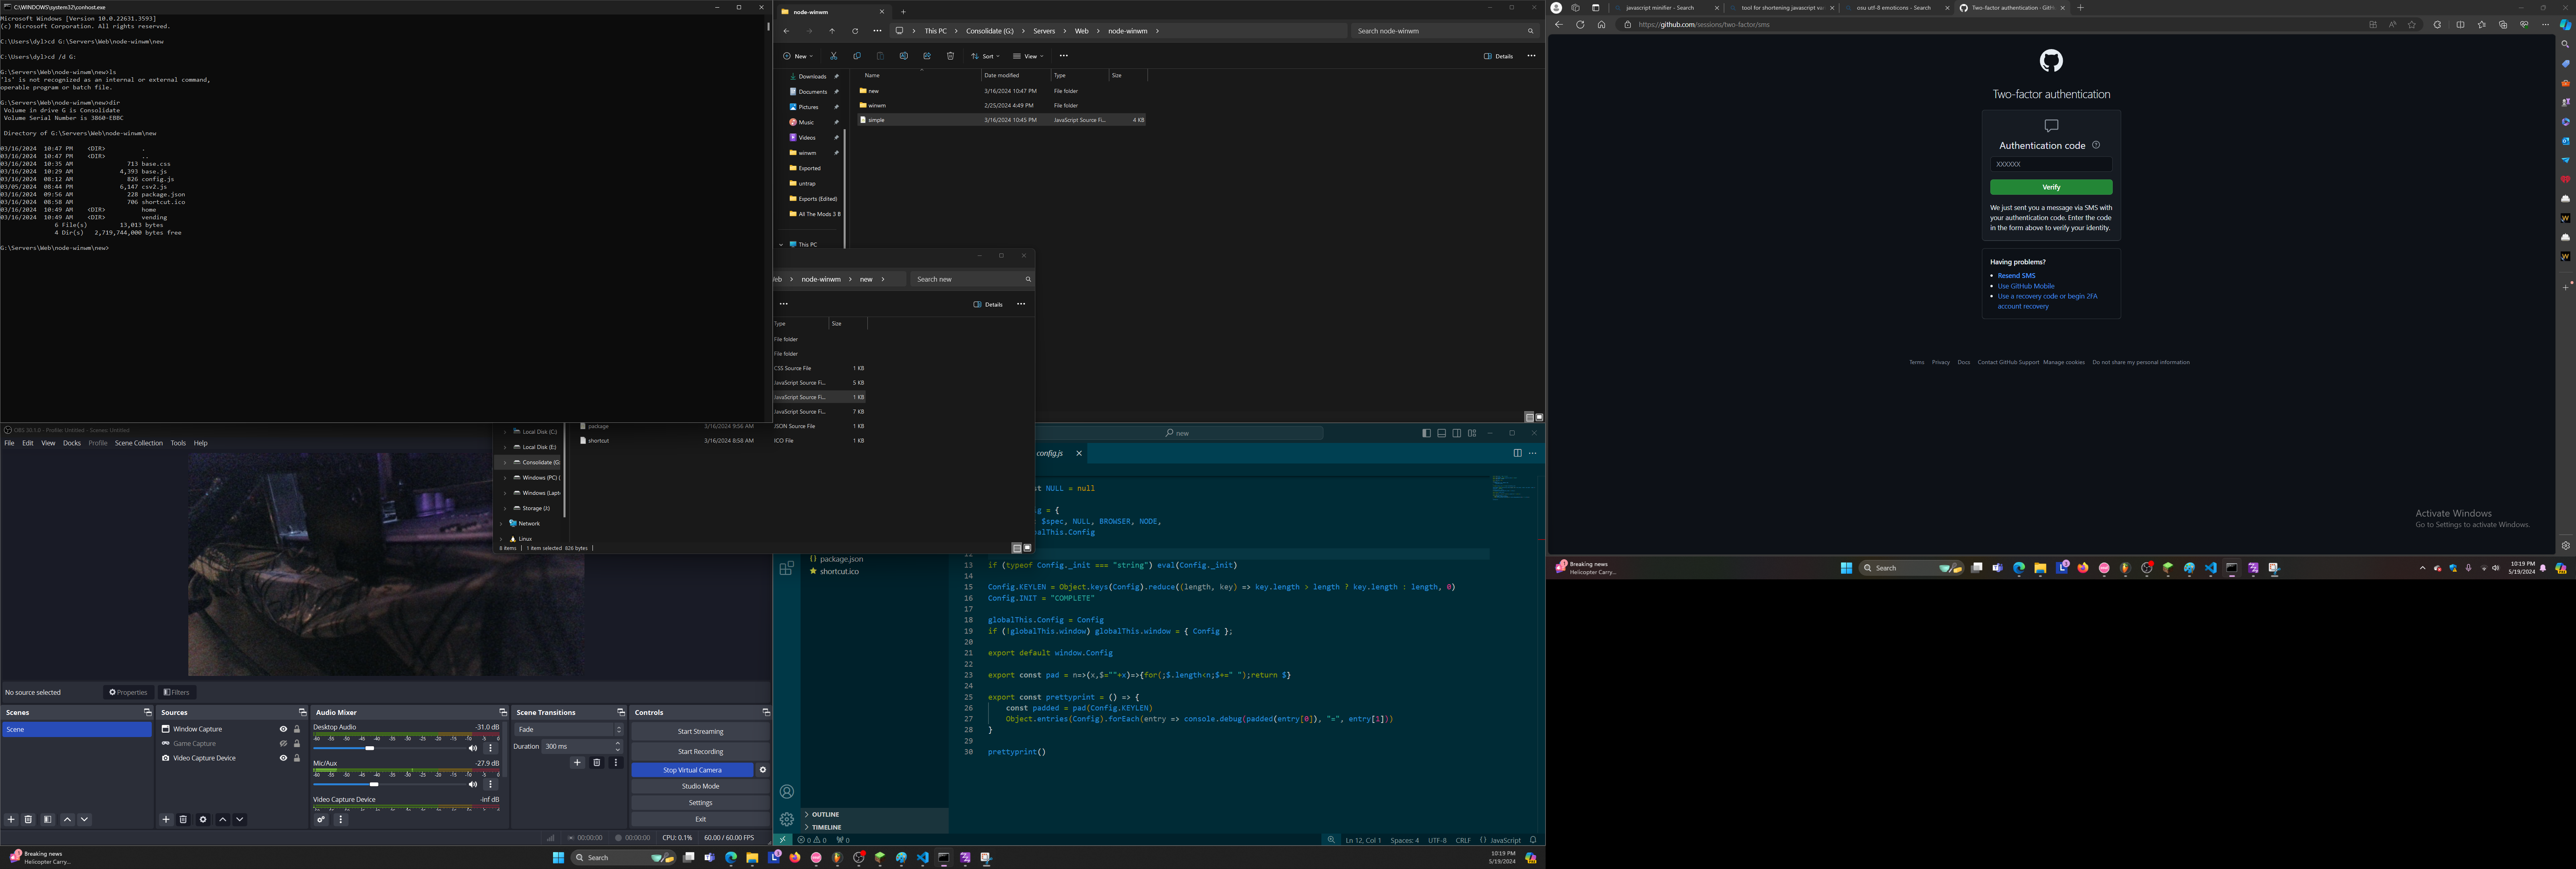 C:\WINDOWS\system32\conhost.exe
Microsoft Windows [Version 10.0.22631.3593]
(c) Microsoft Corporation. All rights reserved.
C:\Users\dyl>cd G:\Servers\Web\node-winwm\new
C:\Users\dyl>cd /d G:
G:\Servers\Web\node-winwm\new>ls
'ls' is not recognized as an internal or external command,
operable program or batch file.
G:\Servers\Web\node-winwm\new>dir
Volume in drive G is Consolidate
Volume Serial Number is 3860-EBBC
Directory of G:\Servers\Web\node-winwm\new
03/16/2024 10:47 PM <DIR> .
03/16/2024 10:47 PM <DIR> ..
03/16/2024 10:35 AM 713 base.css
03/16/2024 10:29 AM 4,393 base.js
03/16/2024 08:12 AM 826 config.js
03/05/2024 08:44 PM 6,147 csv2.js
03/16/2024 09:56 AM 228 package.json
03/16/2024 08:58 AM 706 shortcut.ico
03/16/2024 10:49 AM <DIR> home
03/16/2024 10:49 AM <DIR> vending
6 File(s) 13,013 bytes
4 Dir(s) 2,719,744,000 bytes free
G:\Servers\Web\node-winwm\new>
node-winwm
This PC > Consolidate (G:) > Servers > Web > node-winwm >
Search node-winwm
New Sort View Details
Downloads
Documents
Pictures
Music
Videos
winwm
Exported
untrap
Exports (Edited)
All The Mods 3 B
This PC
Name Date modified Type Size
new 3/16/2024 10:47 PM File folder
winwm 2/25/2024 4:49 PM File folder
simple 3/16/2024 10:45 PM JavaScript Source Fi... 4 KB
eb > node-winwm > new >
Search new
Details
Type Size
File folder
File folder
CSS Source File 1 KB
JavaScript Source Fi... 5 KB
JavaScript Source Fi... 1 KB
JavaScript Source Fi... 7 KB
package 3/16/2024 9:56 AM JSON Source File 1 KB
shortcut 3/16/2024 8:58 AM ICO File 1 KB
Local Disk (C:)
Local Disk (E:)
Consolidate (G:
Windows (PC) (
Windows (Lapt
Storage (J:)
Network
Linux
8 items 1 item selected 826 bytes
OBS 30.1.0 - Profile: Untitled - Scenes: Untitled
File Edit View Docks Profile Scene Collection Tools Help
No source selected Properties Filters
Scenes
Scene
Sources
Window Capture
Game Capture
Video Capture Device
Audio Mixer
Desktop Audio -31.0 dB
-60 -55 -50 -45 -40 -35 -30 -25 -20 -15 -10 -5 0
Mic/Aux -27.9 dB
-60 -55 -50 -45 -40 -35 -30 -25 -20 -15 -10 -5 0
Video Capture Device -inf dB
Scene Transitions
Fade
Duration 300 ms
Controls
Start Streaming
Start Recording
Stop Virtual Camera
Studio Mode
Settings
Exit
00:00:00 00:00:00 CPU: 0.1% 60.00 / 60.00 FPS
new
config.js
package.json
shortcut.ico
st NULL = null
g = {
$spec, NULL, BROWSER, NODE,
balThis.Config
12
13 if (typeof Config._init === "string") eval(Config._init)
14
15 Config.KEYLEN = Object.keys(Config).reduce((length, key) => key.length > length ? key.length : length, 0)
16 Config.INIT = "COMPLETE"
17
18 globalThis.Config = Config
19 if (!globalThis.window) globalThis.window = { Config };
20
21 export default window.Config
22
23 export const pad = n=>(x,$=""+x)=>{for(;$.length<n;$+=" ");return $}
24
25 export const prettyprint = () => {
26 const padded = pad(Config.KEYLEN)
27 Object.entries(Config).forEach(entry => console.debug(padded(entry[0]), "=", entry[1]))
28 }
29
30 prettyprint()
OUTLINE
TIMELINE
0 0 0
Ln 12, Col 1 Spaces: 4 UTF-8 CRLF JavaScript
Breaking news
Helicopter Carry...
Search
10:19 PM
5/19/2024
javascript minifier - Search
tool for shortening javascript va
osu utf-8 emoticons - Search
Two-factor authentication · GitH
https://github.com/sessions/two-factor/sms
Two-factor authentication
Authentication code
XXXXXX
Verify
We just sent you a message via SMS with
your authentication code. Enter the code
in the form above to verify your identity.
Having problems?
Resend SMS
Use GitHub Mobile
Use a recovery code or begin 2FA
account recovery
Terms Privacy Docs Contact GitHub Support Manage cookies Do not share my personal information
Activate Windows
Go to Settings to activate Windows.
Breaking news
Helicopter Carry...
Search
10:19 PM
5/19/2024